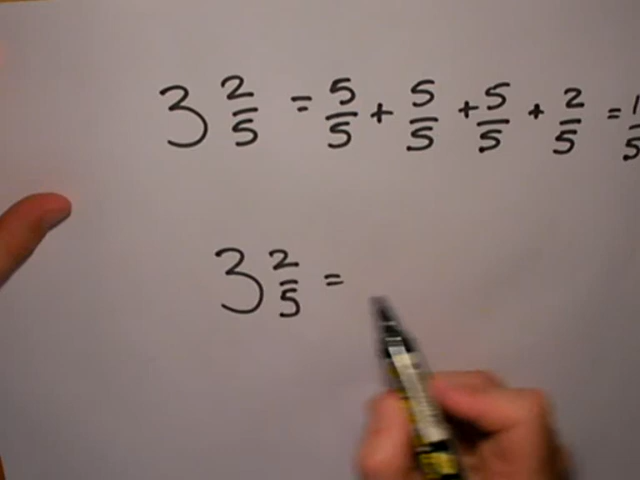 3 2/5 = 5/5 + 5/5 + 5/5 + 2/5 =
3 2/5 =